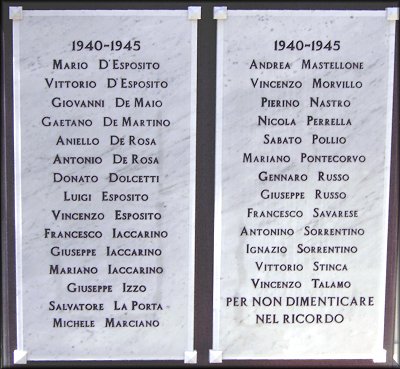 1940-1945
MARIO D'ESPOSITO
VITTORIO D'ESPOSITO
GIOVANNI DE MAIO
GAETANO DE MARTINO
ANIELLO DE ROSA
ANTONIO DE ROSA
DONATO DOLCETTI
LUIGI ESPOSITO
VINCENZO ESPOSITO
FRANCESCO IACCARINO
GIUSEPPE IACCARINO
MARIANO IACCARINO
GIUSEPPE IZZO
SALVATORE LA PORTA
MICHELE MARCIANO
1940-1945
ANDREA MASTELLONE
VINCENZO MORVILLO
PIERINO NASTRO
NICOLA PERRELLA
SABATO POLLIO
MARIANO PONTECORVO
GENNARO RUSSO
GIUSEPPE RUSSO
FRANCESCO SAVARESE
ANTONINO SORRENTINO
IGNAZIO SORRENTINO
VITTORIO STINCA
VINCENZO TALAMO
PER NON DIMENTICARE
NEL RICORDO